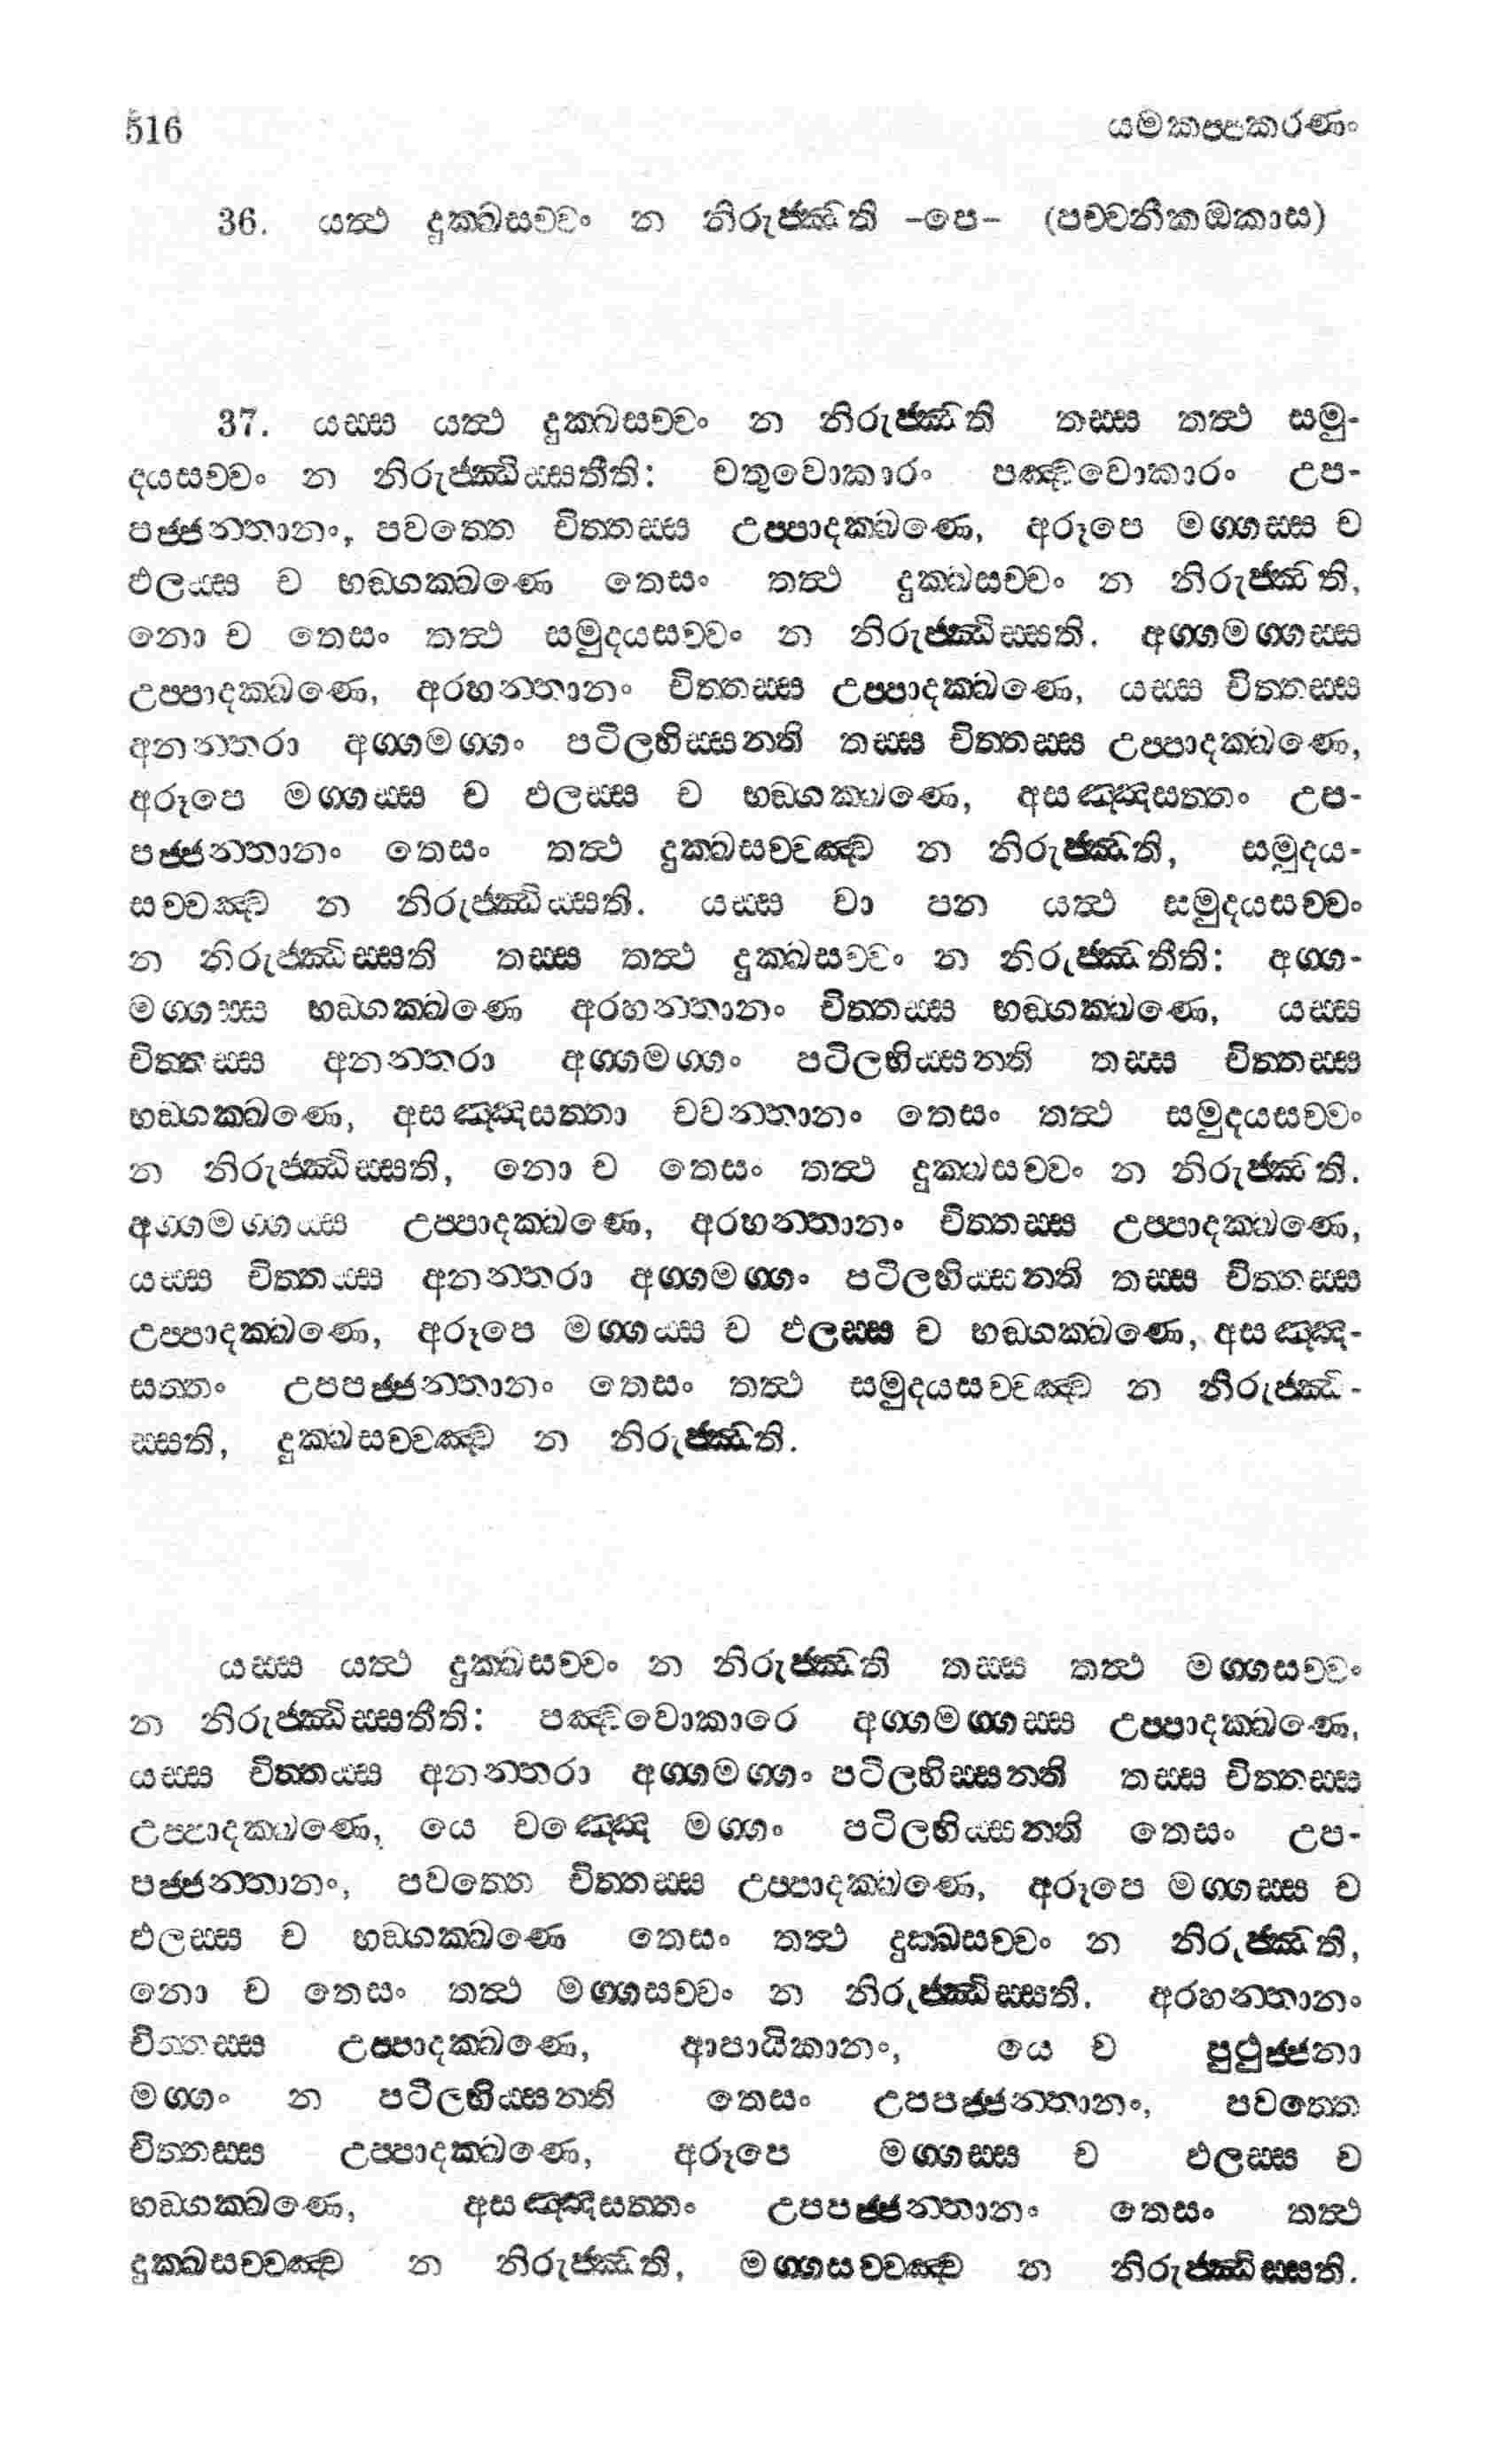 516 යමකප්පකරණං
36. යත්ථ දුක්ඛසච්චං න නිරුජ්ඣති -පෙ- (පච්චනීකඔකාස)
37. යස්ස යත්ථ දුක්ඛසච්චං න නිරුජ්ඣති තස්ස තත්ථ සමු-
දයසච්චං න නිරුජ්ඣිස්සතීති: චතුවොකාරං පඤ්චවොකාරං උප-
පජ්ජන්තානං, පවත්තෙ චිත්තස්ස උප්පාදක්ඛණෙ, අරූපෙ මග්ගස්ස ච
ඵලස්ස ච භඞ්ගක්ඛණෙ තෙසං තත්ථ දුක්ඛසච්චං න නිරුජ්ඣති,
නො ච තෙසං තත්ථ සමුදයසච්චං න නිරුජ්ඣිස්සති. අග්ගමග්ගස්ස
උප්පාදක්ඛණෙ, අරහන්තානං චිත්තස්ස උප්පාදක්ඛණෙ, යස්ස චිත්තස්ස
අනන්තරා අග්ගමග්ගං පටිලභිස්සන්ති තස්ස චිත්තස්ස උප්පාදක්ඛණෙ,
අරූපෙ මග්ගස්ස ච ඵලස්ස ච භඞ්ගක්ඛණෙ, අසඤ්ඤසත්තං උප-
පජ්ජන්තානං තෙසං තත්ථ දුක්ඛසච්චඤ්ච න නිරුජ්ඣති, සමුදය-
සච්චඤ්ච න නිරුජ්ඣිස්සති. යස්ස වා පන යත්ථ සමුදයසච්චං
න නිරුජ්ඣිස්සති තස්ස තත්ථ දුක්ඛසච්චං න නිරුජ්ඣතීති: අග්ග-
මග්ගස්ස භඞ්ගක්ඛණෙ අරහන්තානං චිත්තස්ස භඞ්ගක්ඛණෙ, යස්ස
චිත්තස්ස අනන්තරා අග්ගමග්ගං පටිලභිස්සන්ති තස්ස චිත්තස්ස
භඞ්ගක්ඛණෙ, අසඤ්ඤසත්තා චවන්තානං තෙසං තත්ථ සමුදයසච්චං
න නිරුජ්ඣිස්සති, නො ච තෙසං තත්ථ දුක්ඛසච්චං න නිරුජ්ඣති.
අග්ගමග්ගස්ස උප්පාදක්ඛණෙ, අරහන්තානං චිත්තස්ස උප්පාදක්ඛණෙ,
යස්ස චිත්තස්ස අනන්තරා අග්ගමග්ගං පටිලභිස්සන්ති තස්ස චිත්තස්ස
උප්පාදක්ඛණෙ, අරූපෙ මග්ගස්ස ච ඵලස්ස ච භඞ්ගක්ඛණෙ, අසඤ්ඤ-
සත්තං උපපජ්ජන්තානං තෙසං තත්ථ සමුදයසච්චඤ්ච න නිරුජ්ඣි-
ස්සති, දුක්ඛසච්චඤ්ච න නිරුජ්ඣති.
යස්ස යත්ථ දුක්ඛසච්චං න නිරුජ්ඣති තස්ස තත්ථ මග්ගසච්චං
න නිරුජ්ඣිස්සතීති: පඤ්චවොකාරෙ අග්ගමග්ගස්ස උප්පාදක්ඛණෙ,
යස්ස චිත්තස්ස අනන්තරා අග්ගමග්ගං පටිලභිස්සන්ති තස්ස චිත්තස්ස
උප්පාදක්ඛණෙ, යෙ චඤ්ඤෙ මග්ගං පටිලභිස්සන්ති තෙසං උප-
පජ්ජන්තානං, පවත්තෙ චිත්තස්ස උප්පාදක්ඛණෙ, අරූපෙ මග්ගස්ස ච
ඵලස්ස ච භඞ්ගක්ඛණෙ තෙසං තත්ථ දුක්ඛසච්චං න නිරුජ්ඣති,
නො ච තෙසං තත්ථ මග්ගසච්චං න නිරුජ්ඣිස්සති. අරහන්තානං
චිත්තස්ස උප්පාදක්ඛණෙ, ආපායිකානං, යෙ ච පුථුජ්ජනා
මග්ගං න පටිලභිස්සන්ති තෙසං උපපජ්ජන්තානං, පවත්තෙ
චිත්තස්ස උප්පාදක්ඛණෙ, අරූපෙ මග්ගස්ස ච ඵලස්ස ච
භඞ්ගක්ඛණෙ, අසඤ්ඤසත්තං උපපජ්ජන්තානං තෙසං තත්ථ
දුක්ඛසච්චඤ්ච න නිරුජ්ඣති, මග්ගසච්චඤ්ච න නිරුජ්ඣිස්සති.